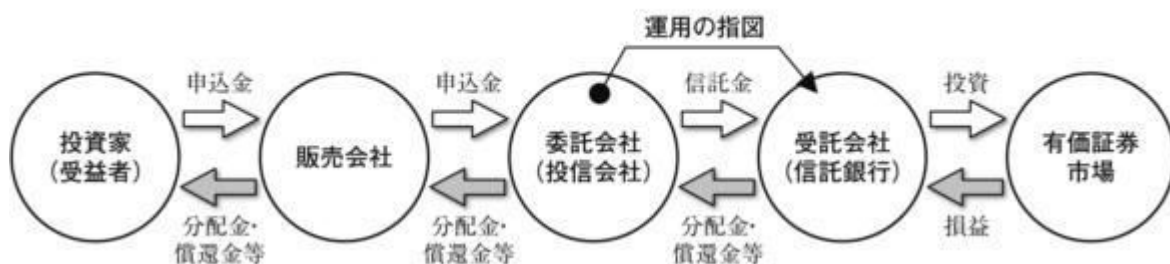 運用の指図
申込金
申込金
信託金
投資
投資家
(受益者)
販売会社
委託会社
(投信会社)
受託会社
(信託銀行)
有価証券
市場
分配金・
償還金等
分配金・
償還金等
分配金・
償還金等
損益